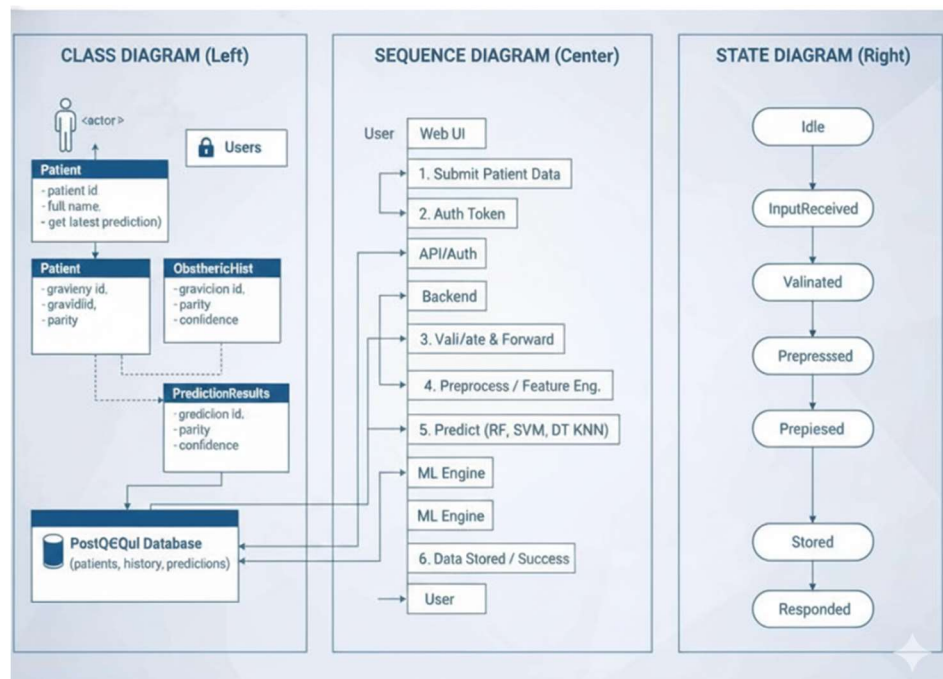 CLASS DIAGRAM (Left)
<actor>
Users
Patient
- patient id
- full name.
- get latest prediction)
Patient
- gravieny id.
- gravidiid,
- parity
ObsthericHist
- gravicion id.
- parity
- confidence
PredictionResults
- gredicion id.
- parity
- confidence
PostQEQul Database
(patients, history, predictions)
SEQUENCE DIAGRAM (Center)
User
Web UI
1. Submit Patient Data
2. Auth Token
API/Auth
Backend
3. Vali/ate & Forward
4. Preprocess / Feature Eng.
5. Predict (RF, SVM, DT KNN)
ML Engine
ML Engine
6. Data Stored / Success
User
STATE DIAGRAM (Right)
Idle
InputReceived
Valinated
Prepresssed
Prepiesed
Stored
Responded